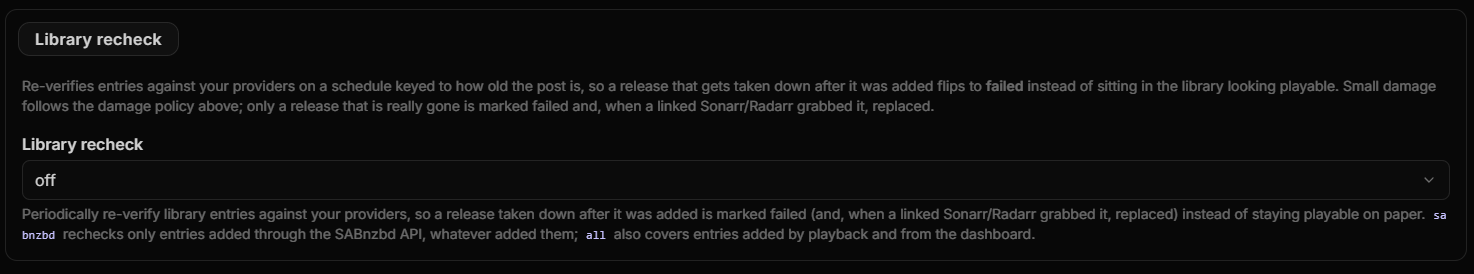 Library recheck
Re-verifies entries against your providers on a schedule keyed to how old the post is, so a release that gets taken down after it was added flips to failed instead of sitting in the library looking playable. Small damage
follows the damage policy above; only a release that is really gone is marked failed and, when a linked Sonarr/Radarr grabbed it, replaced.
Library recheck
off
Periodically re-verify library entries against your providers, so a release taken down after it was added is marked failed (and, when a linked Sonarr/Radarr grabbed it, replaced) instead of staying playable on paper. sa
bnzbd rechecks only entries added through the SABnzbd API, whatever added them; all also covers entries added by playback and from the dashboard.